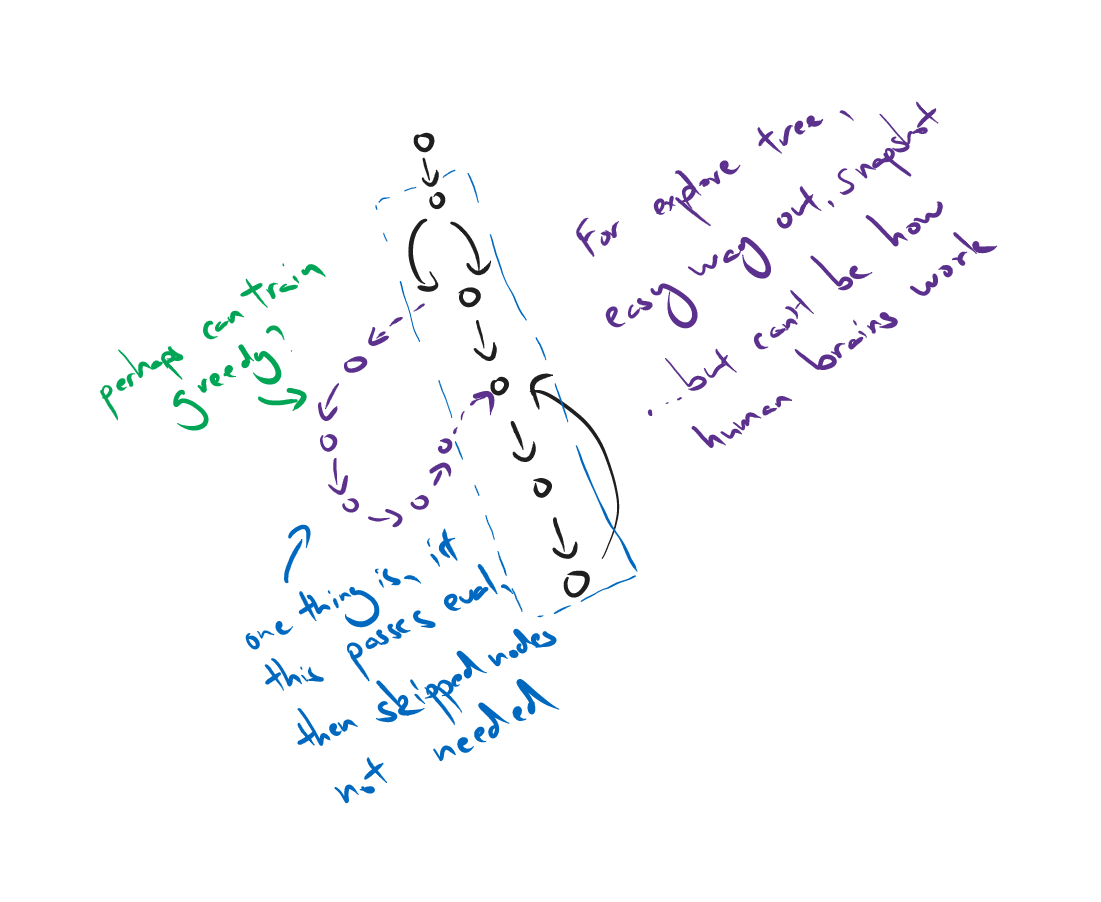 For explore tree,
easy way out, snapshot
...but can't be how
human brains work
perhaps can train
greedy,
one thing is, if
this passes eval,
then skipped nodes
not needed